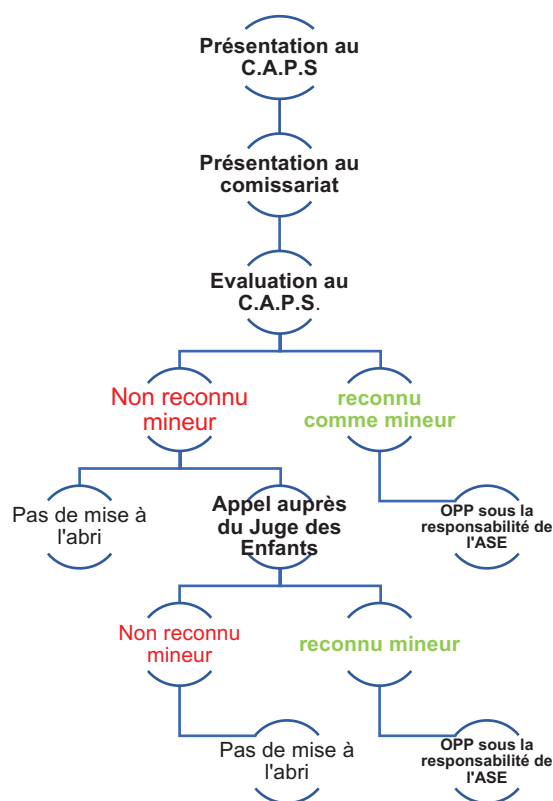 Présentation au
C.A.P.S
Présentation au
comissariat
Evaluation au
C.A.P.S.
Non reconnu
mineur
reconnu
comme mineur
Pas de mise à
l'abri
Appel auprès
du Juge des
Enfants
OPP sous la
responsabilité de
l'ASE
Non reconnu
mineur
reconnu mineur
Pas de mise à
l'abri
OPP sous la
responsabilité de
l'ASE